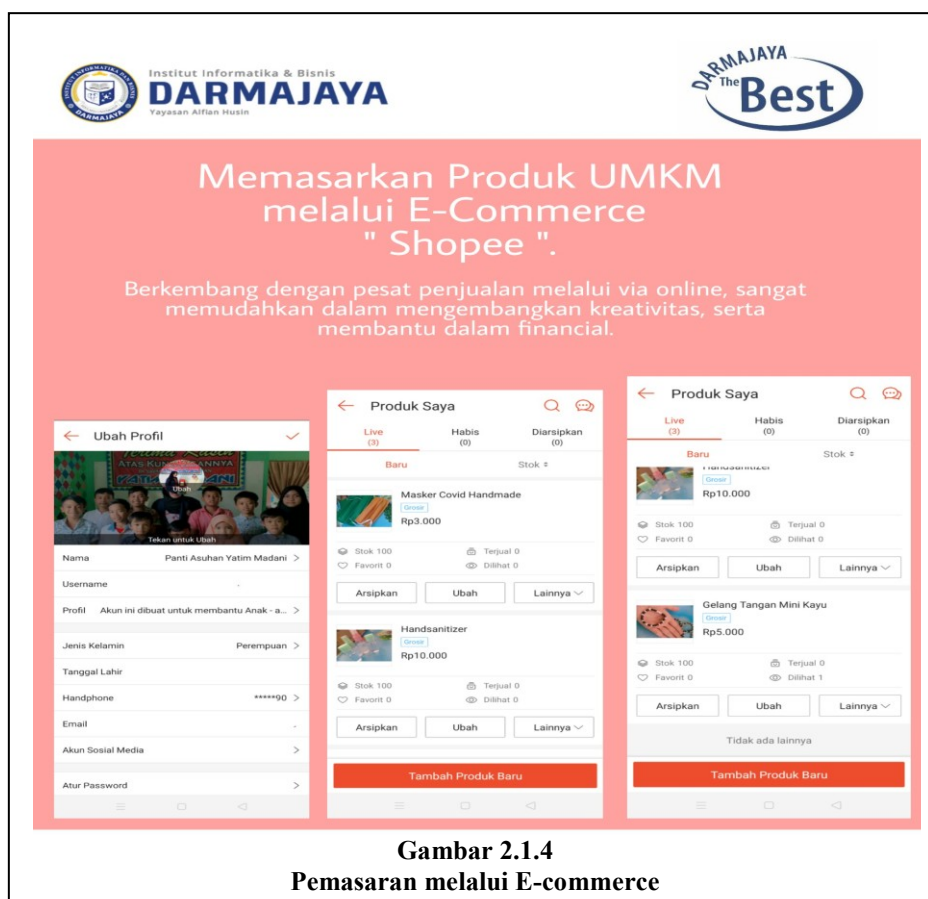 Institut Informatika & Bisnis
DARMAJAYA
Yayasan Alfian Husin
DARMAJAYA
The
Best
Memasarkan Produk UMKM
melalui E-Commerce
" Shopee ".
Berkembang dengan pesat penjualan melalui via online, sangat
memudahkan dalam mengembangkan kreativitas, serta
membantu dalam financial.
Ubah Profil
Terima Kasih
Ubah
Tekan untuk Ubah
Nama Panti Asuhan Yatim Madani
Username
Profil Akun ini dibuat untuk membantu Anak - a...
Jenis Kelamin Perempuan
Tanggal Lahir
Handphone *****90
Email
Akun Sosial Media
Atur Password
Produk Saya
Live Habis Diarsipkan
(3) (0) (0)
Baru Stok
Masker Covid Handmade
Grosir
Rp3.000
Stok 100 Terjual 0
Favorit 0 Dilihat 0
Arsipkan Ubah Lainnya
Handsanitizer
Grosir
Rp10.000
Stok 100 Terjual 0
Favorit 0 Dilihat 0
Arsipkan Ubah Lainnya
Tambah Produk Baru
Produk Saya
Live Habis Diarsipkan
(3) (0) (0)
Baru Stok
Handsanitizer
Grosir
Rp10.000
Stok 100 Terjual 0
Favorit 0 Dilihat 0
Arsipkan Ubah Lainnya
Gelang Tangan Mini Kayu
Grosir
Rp5.000
Stok 100 Terjual 0
Favorit 0 Dilihat 1
Arsipkan Ubah Lainnya
Tidak ada lainnya
Tambah Produk Baru
Gambar 2.1.4
Pemasaran melalui E-commerce